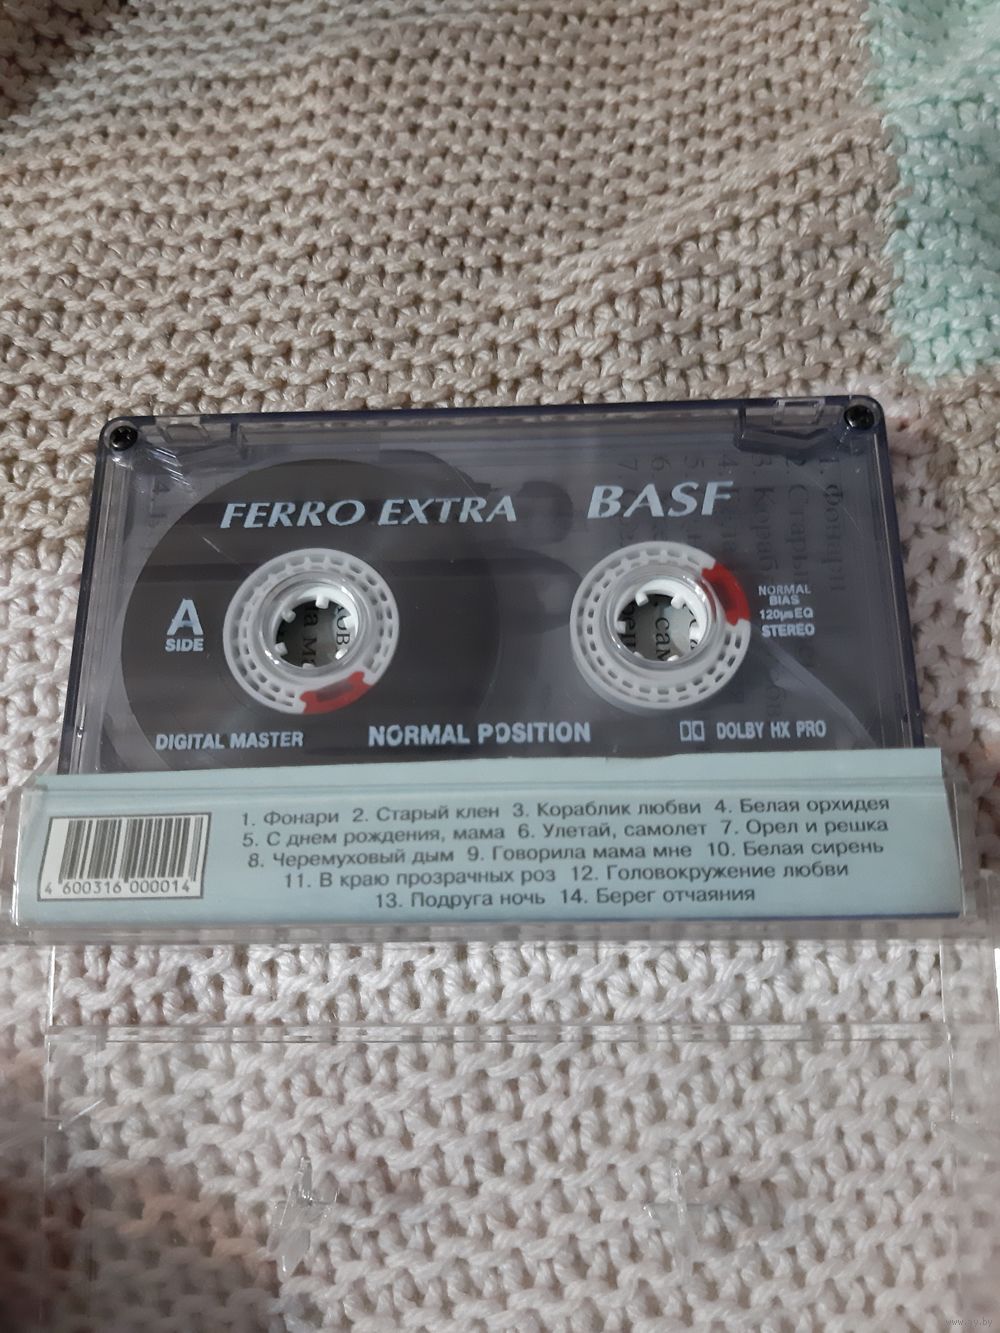 FERRO EXTRA BASF
A
SIDE
NORMAL
BIAS
120µs EQ
STEREO
DIGITAL MASTER NORMAL POSITION DOLBY HX PRO
1. Фонари 2. Старый клен 3. Кораблик любви 4. Белая орхидея
5. С днем рождения, мама 6. Улетай, самолет 7. Орел и решка
8. Черемуховый дым 9. Говорила мама мне 10. Белая сирень
11. В краю прозрачных роз 12. Головокружение любви
13. Подруга ночь 14. Берег отчаяния
4 600316 000014